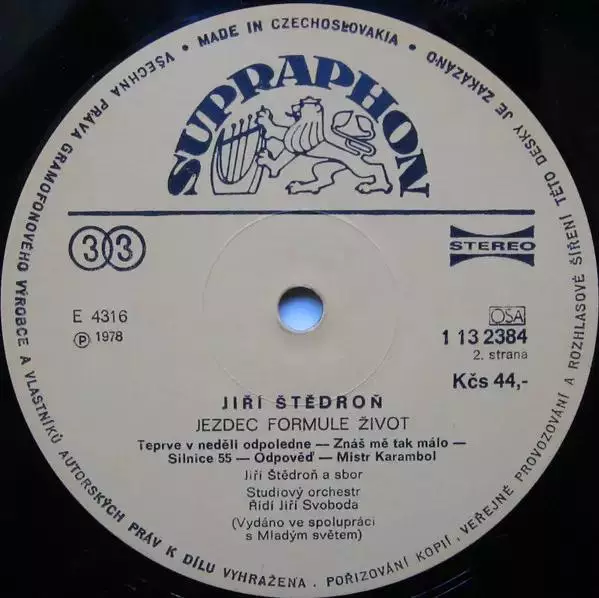 VŠECHNA PRÁVA GRAMOFONOVÉHO VÝROBCE A VLASTNÍKŮ AUTORSKÝCH PRÁV K DÍLU VYHRAŽENA . POŘIZOVÁNÍ KOPIÍ, VEŘEJNÉ PROVOZOVÁNÍ A ROZHLASOVÉ ŠÍŘENÍ TÉTO DESKY JE ZAKÁZÁNO • MADE IN CZECHOSLOVAKIA •
SUPRAPHON
33
STEREO
E 4316
Ⓟ 1978
OSA
1 13 2384
2. strana
Kčs 44,-
JIŘÍ ŠTĚDROŇ
JEZDEC FORMULE ŽIVOT
Teprve v neděli odpoledne — Znáš mě tak málo —
Silnice 55 — Odpověď — Mistr Karambol
Jiří Štědroň a sbor
Studiový orchestr
Řídí Jiří Svoboda
(Vydáno ve spolupráci
s Mladým světem)